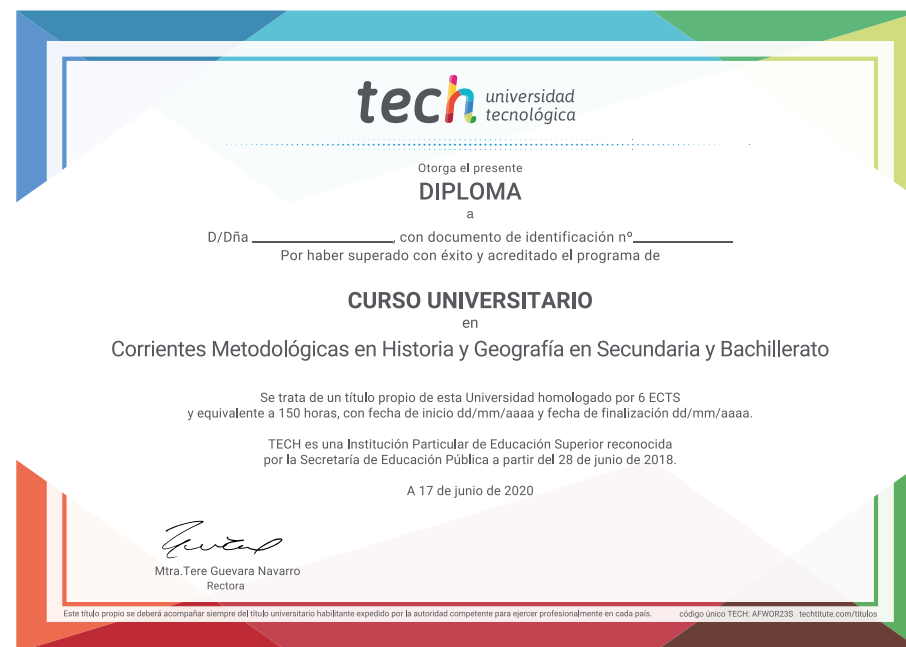 tech universidad
tecnológica
Otorga el presente
DIPLOMA
a
D/Dña ____________________, con documento de identificación nº______________
Por haber superado con éxito y acreditado el programa de
CURSO UNIVERSITARIO
en
Corrientes Metodológicas en Historia y Geografía en Secundaria y Bachillerato
Se trata de un título propio de esta Universidad homologado por 6 ECTS
y equivalente a 150 horas, con fecha de inicio dd/mm/aaaa y fecha de finalización dd/mm/aaaa.
TECH es una Institución Particular de Educación Superior reconocida
por la Secretaría de Educación Pública a partir del 28 de junio de 2018.
A 17 de junio de 2020
Mtra.Tere Guevara Navarro
Rectora
Este título propio se deberá acompañar siempre del título universitario habilitante expedido por la autoridad competente para ejercer profesionalmente en cada país. código único TECH: AFWOR23S techtitute.com/titulos